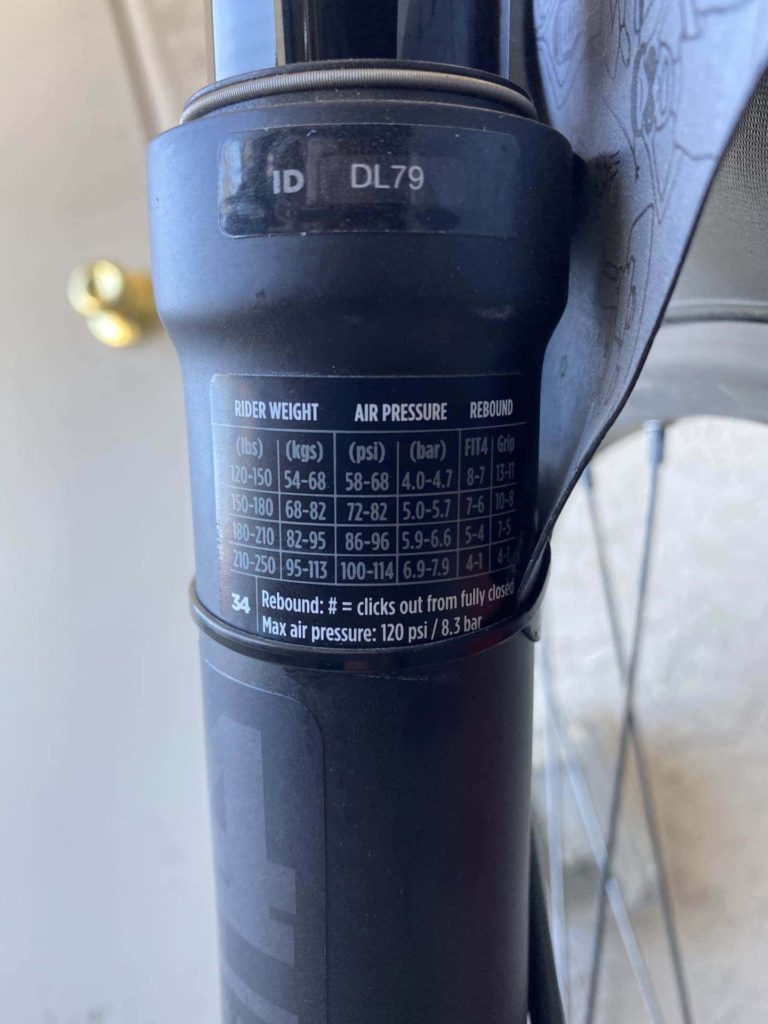 ID DL79
RIDER WEIGHT AIR PRESSURE REBOUND
(lbs) (kgs) (psi) (bar) FIT4 Grip
120-150 54-68 58-68 4.0-4.7 8-7 13-11
150-180 68-82 72-82 5.0-5.7 7-6 10-8
180-210 82-95 86-96 5.9-6.6 5-4 7-5
210-250 95-113 100-114 6.9-7.9 4-1 4-1
34 Rebound: # = clicks out from fully closed
Max air pressure: 120 psi / 8.3 bar